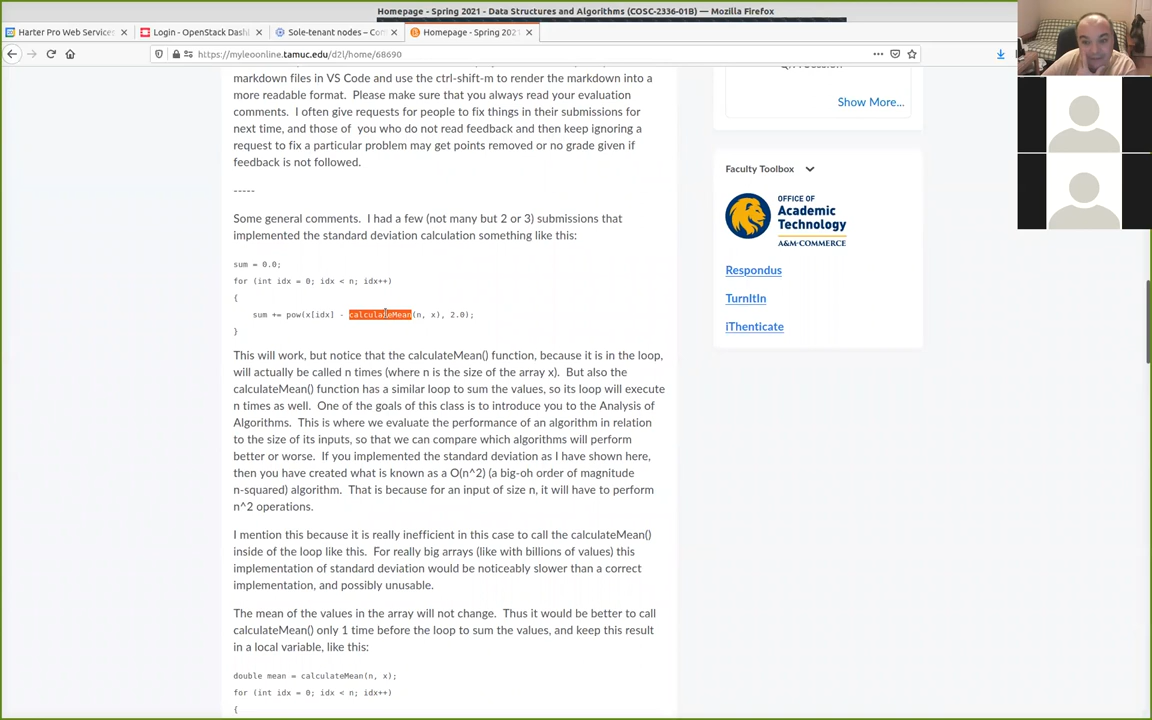 Homepage - Spring 2021 - Data Structures and Algorithms (COSC-2336-01B) — Mozilla Firefox
Harter Pro Web Services
Login - OpenStack Dash
Sole-tenant nodes – Com
Homepage - Spring 2021 -
https://myleoonline.tamuc.edu/d2l/home/68690
markdown files in VS Code and use the ctrl-shift-m to render the markdown into
more readable format. Please make sure that you always read your evaluation
comments. I often give requests for people to fix things in their submissions for
next time, and those of you who do not read feedback and then keep ignoring a
request to fix a particular problem may get points removed or no grade given if
feedback is not followed.
-----
Some general comments. I had a few (not many but 2 or 3) submissions that
implemented the standard deviation calculation something like this:
sum = 0.0;
for (int idx = 0; idx < n; idx++)
{
sum += pow(x[idx] - calculateMean(n, x), 2.0);
}
This will work, but notice that the calculateMean() function, because it is in the loop,
will actually be called n times (where n is the size of the array x). But also the
calculateMean() function has a similar loop to sum the values, so its loop will execute
n times as well. One of the goals of this class is to introduce you to the Analysis of
Algorithms. This is where we evaluate the performance of an algorithm in relation
to the size of its inputs, so that we can compare which algorithms will perform
better or worse. If you implemented the standard deviation as I have shown here,
then you have created what is known as a O(n^2) (a big-oh order of magnitude
n-squared) algorithm. That is because for an input of size n, it will have to perform
n^2 operations.
I mention this because it is really inefficient in this case to call the calculateMean()
inside of the loop like this. For really big arrays (like with billions of values) this
implementation of standard deviation would be noticeably slower than a correct
implementation, and possibly unusable.
The mean of the values in the array will not change. Thus it would be better to call
calculateMean() only 1 time before the loop to sum the values, and keep this result
in a local variable, like this:
double mean = calculateMean(n, x);
for (int idx = 0; idx < n; idx++)
{
Show More...
Faculty Toolbox
OFFICE OF
Academic
Technology
A&M-COMMERCE
Respondus
TurnItIn
iThenticate